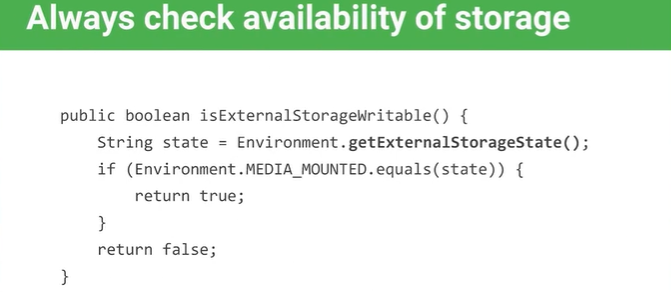 Always check availability of storage
public boolean isExternalStorageWritable() {
    String state = Environment.getExternalStorageState();
    if (Environment.MEDIA_MOUNTED.equals(state)) {
        return true;
    }
    return false;
}